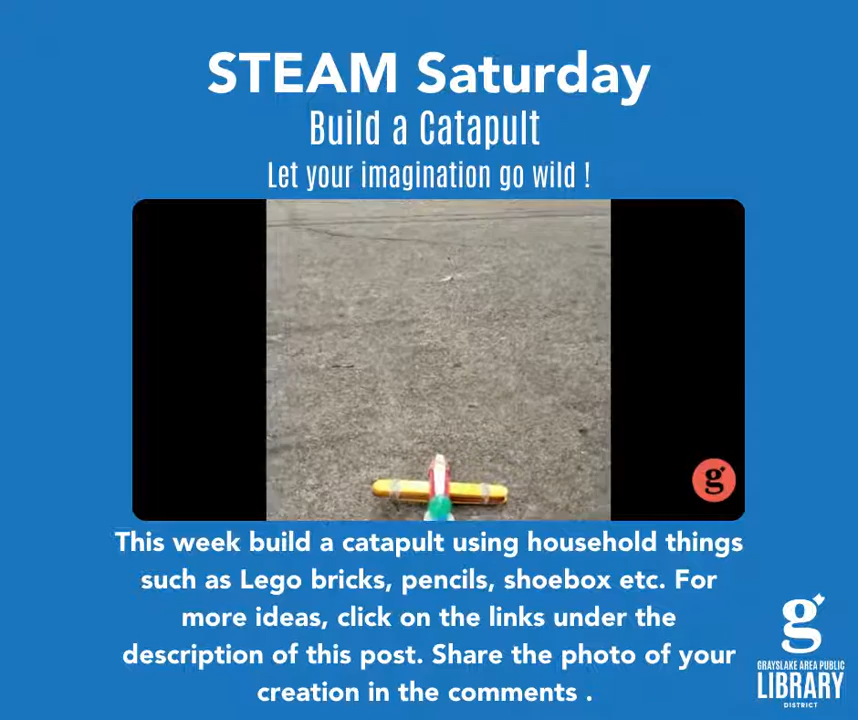 STEAM Saturday
Build a Catapult
Let your imagination go wild !
g
This week build a catapult using household things
such as Lego bricks, pencils, shoebox etc. For
more ideas, click on the links under the
description of this post. Share the photo of your
creation in the comments .
g
GRAYSLAKE AREA PUBLIC
LIBRARY
DISTRICT